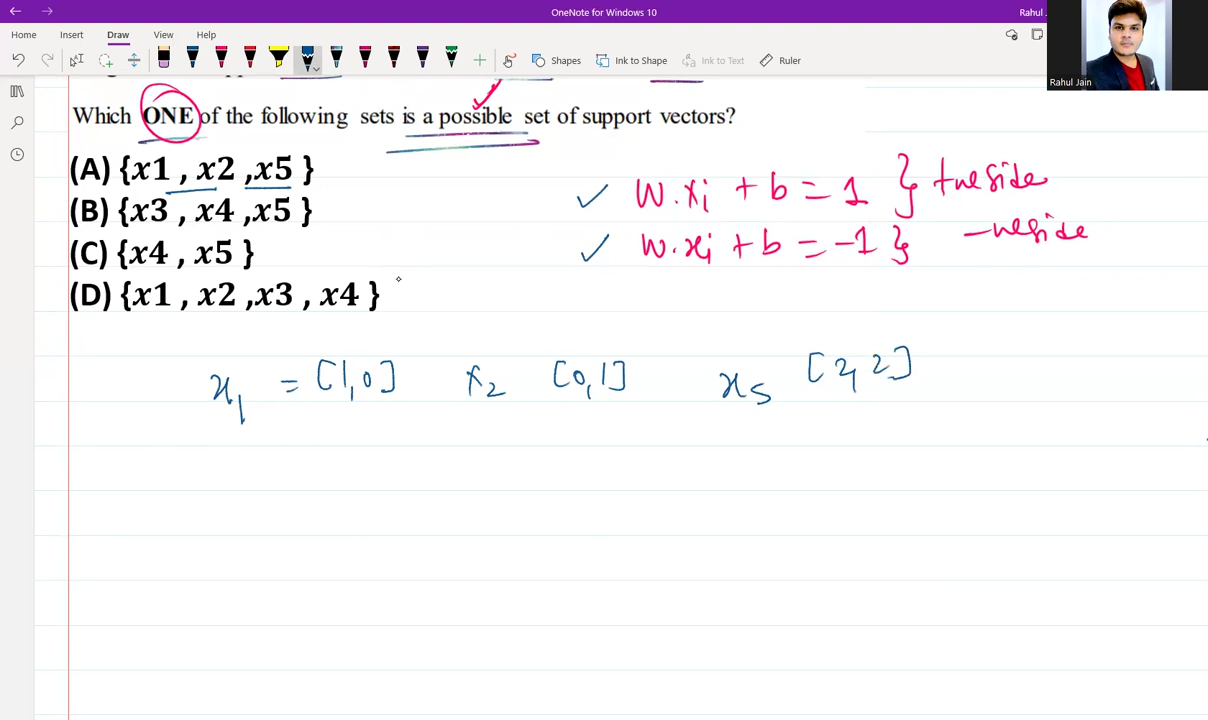 OneNote for Windows 10
Rahul J
Home Insert Draw View Help
Shapes Ink to Shape Ink to Text Ruler
Rahul Jain
Which ONE of the following sets is a possible set of support vectors?
(A) {x1 , x2 ,x5 }
(B) {x3 , x4 ,x5 }
(C) {x4 , x5 }
(D) {x1 , x2 ,x3 , x4 }
✓ W.xi + b = 1 } +ve side
✓ W.xi + b = -1 } -ve side
x1 = [1,0] x2 [0,1] x5 [2,2]